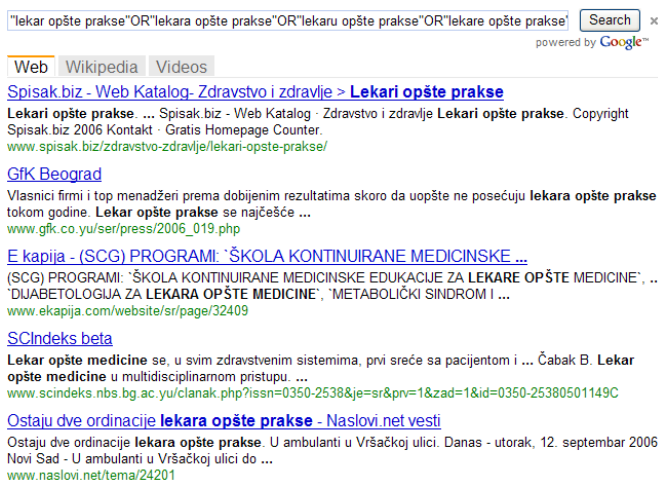 "lekar opšte prakse"OR"lekara opšte prakse"OR"lekaru opšte prakse"OR"lekare opšte prakse" Search ×
powered by Google™
Web Wikipedia Videos
Spisak.biz - Web Katalog- Zdravstvo i zdravlje > Lekari opšte prakse
Lekari opšte prakse. ... Spisak.biz - Web Katalog · Zdravstvo i zdravlje Lekari opšte prakse. Copyright
Spisak.biz 2006 Kontakt · Gratis Homepage Counter.
www.spisak.biz/zdravstvo-zdravlje/lekari-opste-prakse/
GfK Beograd
Vlasnici firmi i top menadžeri prema dobijenim rezultatima skoro da uopšte ne posećuju lekara opšte prakse
tokom godine. Lekar opšte prakse se najčešće ...
www.gfk.co.yu/ser/press/2006_019.php
E kapija - (SCG) PROGRAMI: `ŠKOLA KONTINUIRANE MEDICINSKE ...
(SCG) PROGRAMI: `ŠKOLA KONTINUIRANE MEDICINSKE EDUKACIJE ZA LEKARE OPŠTE MEDICINE`, ..
`DIJABETOLOGIJA ZA LEKARA OPŠTE MEDICINE`, `METABOLIČKI SINDROM I ...
www.ekapija.com/website/sr/page/32409
SCIndeks beta
Lekar opšte medicine se, u svim zdravstvenim sistemima, prvi sreće sa pacijentom i ... Čabak B. Lekar
opšte medicine u multidisciplinarnom pristupu. ...
www.scindeks.nbs.bg.ac.yu/clanak.php?issn=0350-2538&je=sr&prv=1&zad=1&id=0350-25380501149C
Ostaju dve ordinacije lekara opšte prakse - Naslovi.net vesti
Ostaju dve ordinacije lekara opšte prakse. U ambulanti u Vršačkoj ulici. Danas - utorak, 12. septembar 2006
Novi Sad - U ambulanti u Vršačkoj ulici do ...
www.naslovi.net/tema/24201